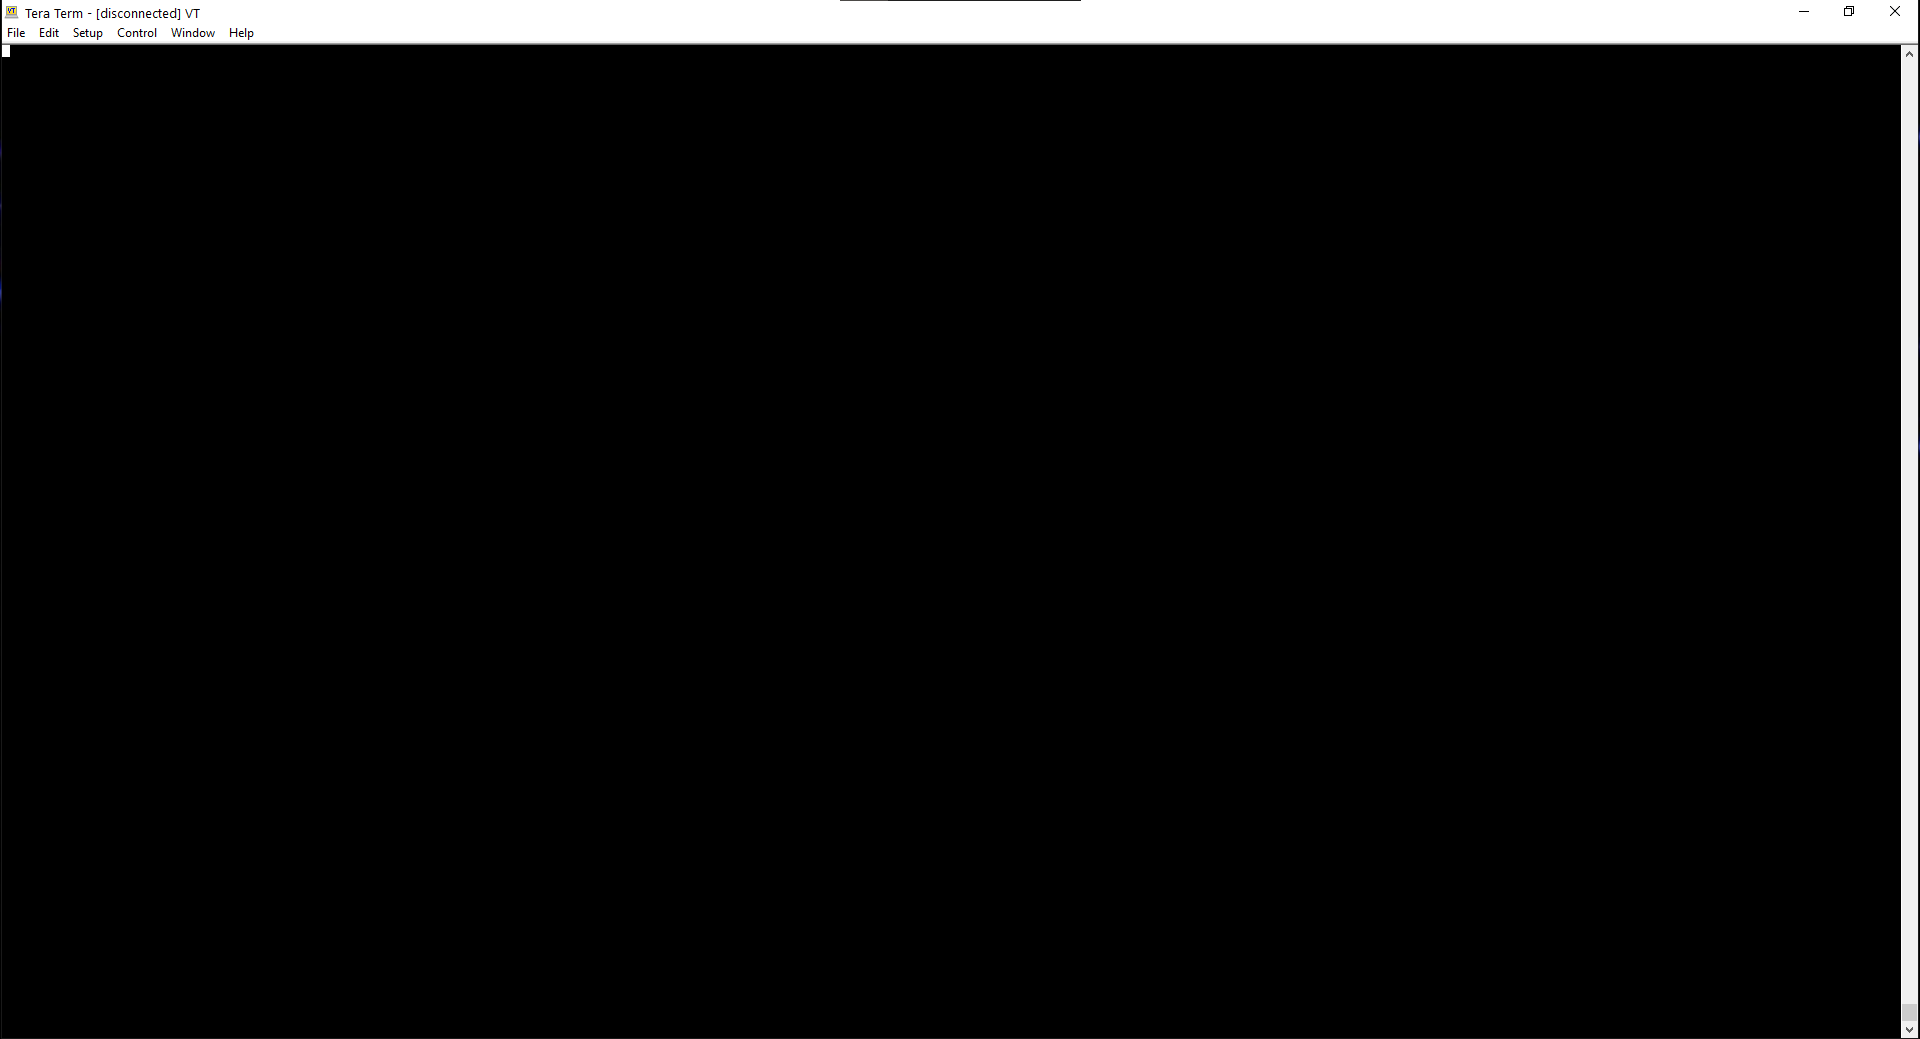 Tera Term - [disconnected] VT
File Edit Setup Control Window Help